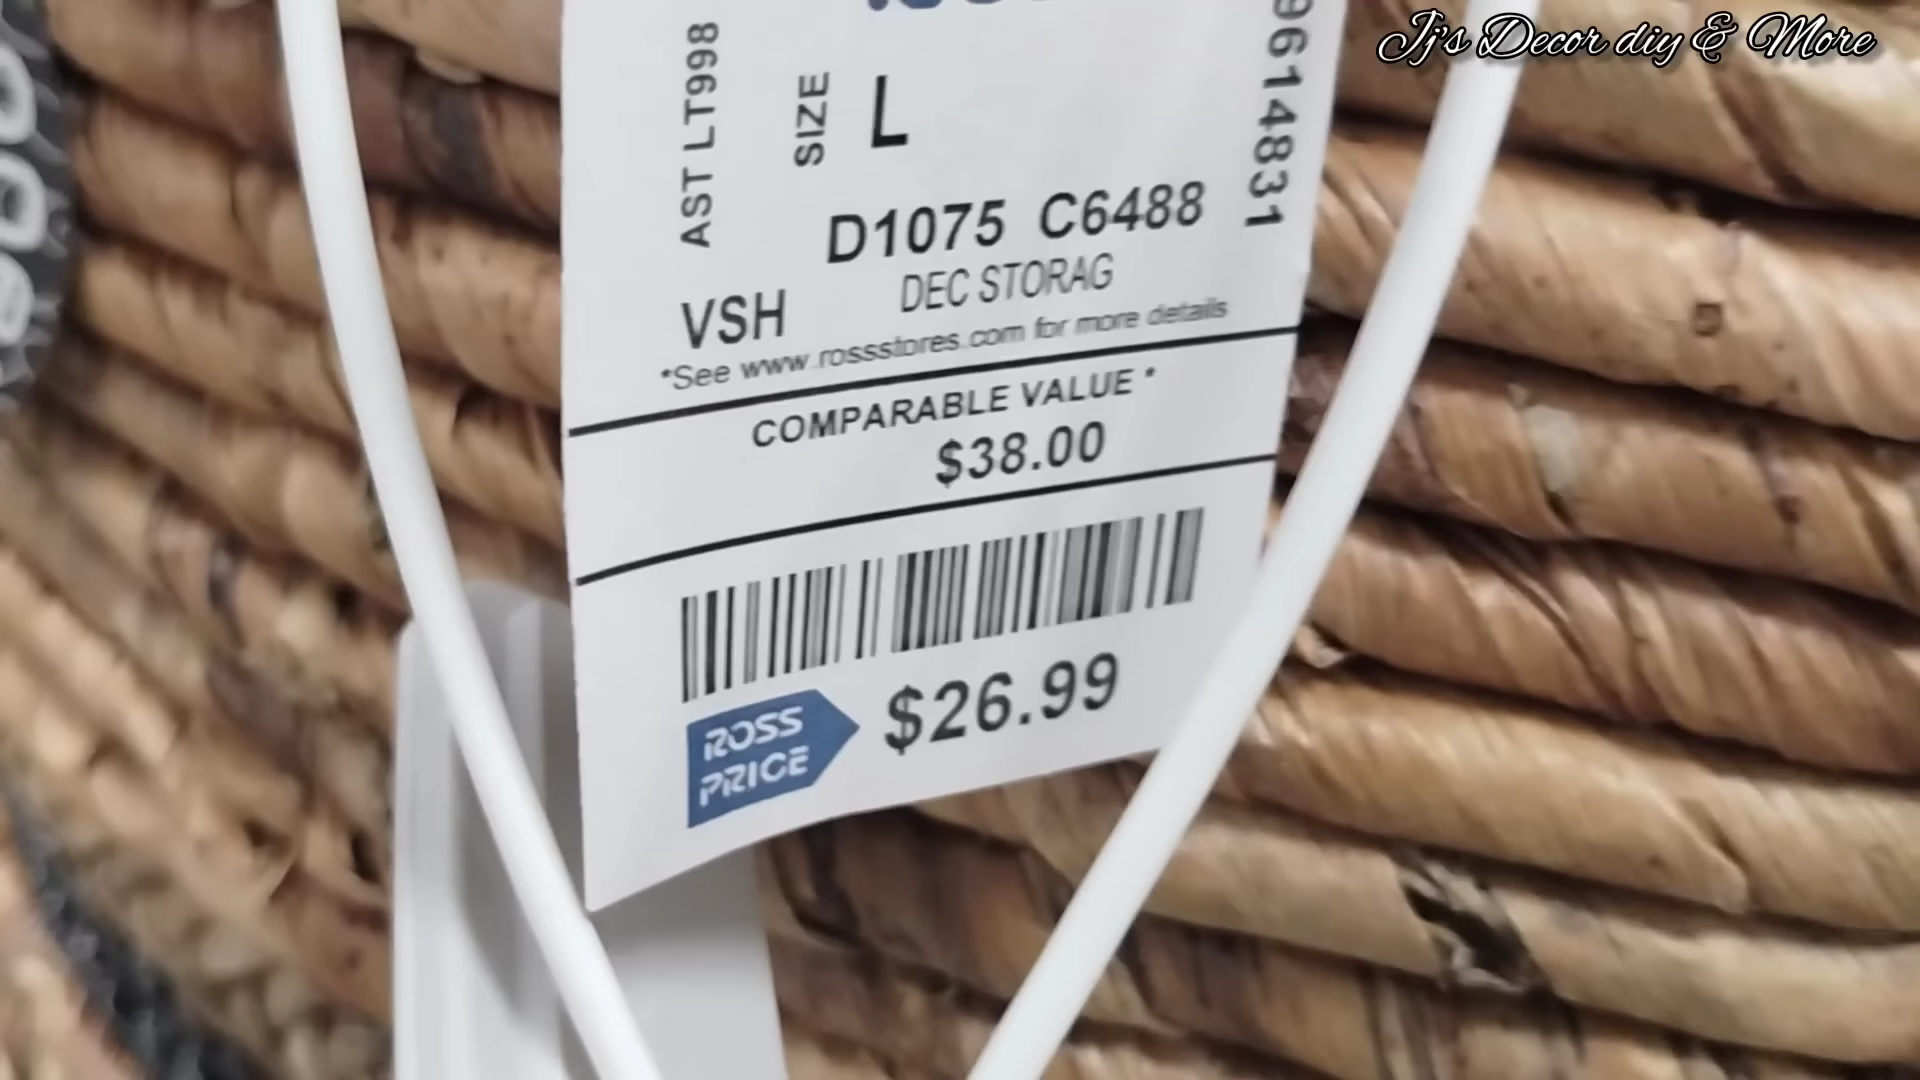 Jj's Decor diy & More
AST LT998
SIZE
L
9614831
D1075 C6488
VSH
DEC STORAG
*See www.rossstores.com for more details
COMPARABLE VALUE *
$38.00
ROSS
PRICE
$26.99